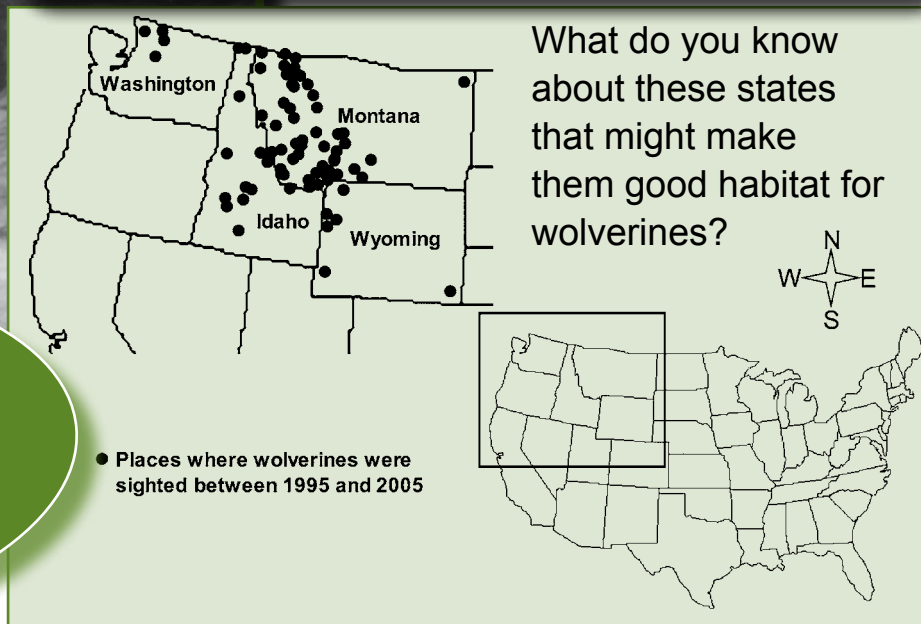 What do you know
about these states
that might make
them good habitat for
wolverines?
Washington
Montana
Idaho
Wyoming
N
W E
S
Places where wolverines were
sighted between 1995 and 2005